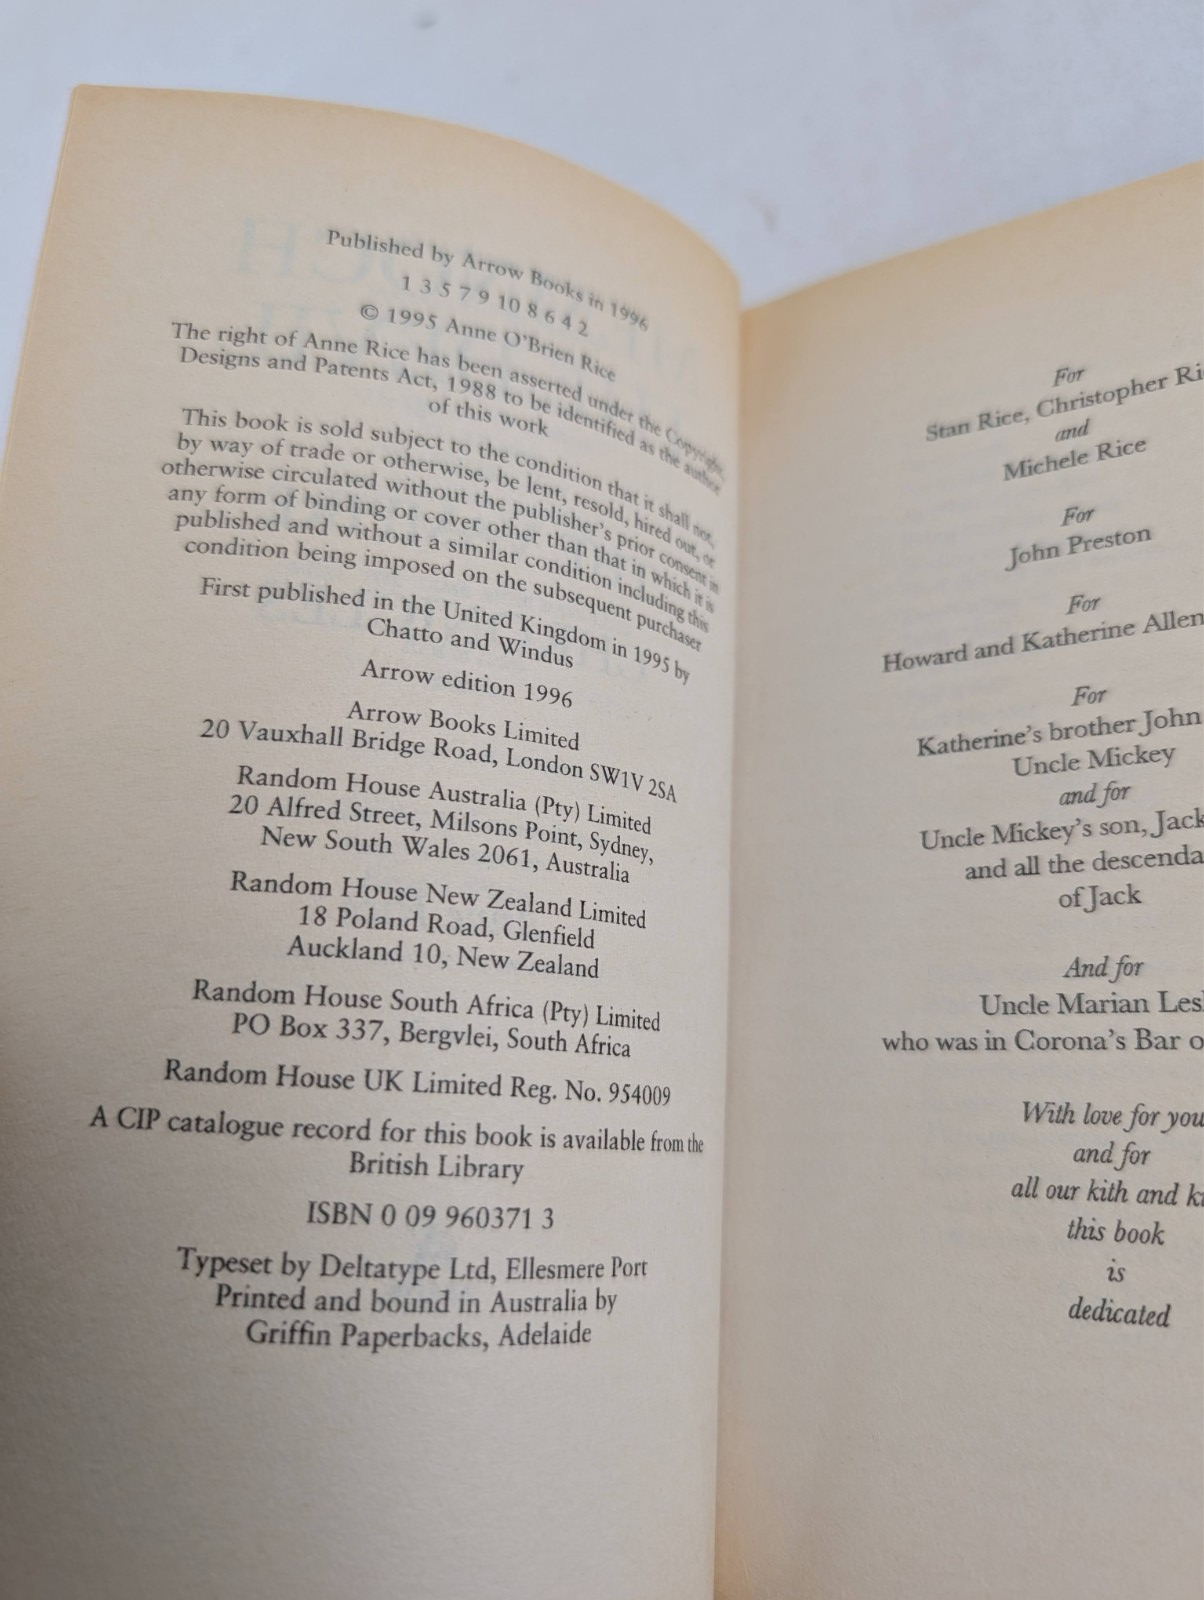 Published by Arrow Books in 1996
1 3 5 7 9 10 8 6 4 2
© 1995 Anne O'Brien Rice
The right of Anne Rice has been asserted under the Copyright,
Designs and Patents Act, 1988 to be identified as the author
of this work
This book is sold subject to the condition that it shall not,
by way of trade or otherwise, be lent, resold, hired out, or
otherwise circulated without the publisher's prior consent in
any form of binding or cover other than that in which it is
published and without a similar condition including this
condition being imposed on the subsequent purchaser
First published in the United Kingdom in 1995 by
Chatto and Windus
Arrow edition 1996
Arrow Books Limited
20 Vauxhall Bridge Road, London SW1V 2SA
Random House Australia (Pty) Limited
20 Alfred Street, Milsons Point, Sydney,
New South Wales 2061, Australia
Random House New Zealand Limited
18 Poland Road, Glenfield
Auckland 10, New Zealand
Random House South Africa (Pty) Limited
PO Box 337, Bergvlei, South Africa
Random House UK Limited Reg. No. 954009
A CIP catalogue record for this book is available from the
British Library
ISBN 0 09 960371 3
Typeset by Deltatype Ltd, Ellesmere Port
Printed and bound in Australia by
Griffin Paperbacks, Adelaide
For
Stan Rice, Christopher
and
Michele Rice
For
John Preston
For
Howard and Katherine Allen
For
Katherine's brother John
Uncle Mickey
and for
Uncle Mickey's son, Jack
and all the
of Jack
And for
Uncle Marian
who was in Corona's Bar
With love for you
and for
all our kith and
this book
is
dedicated